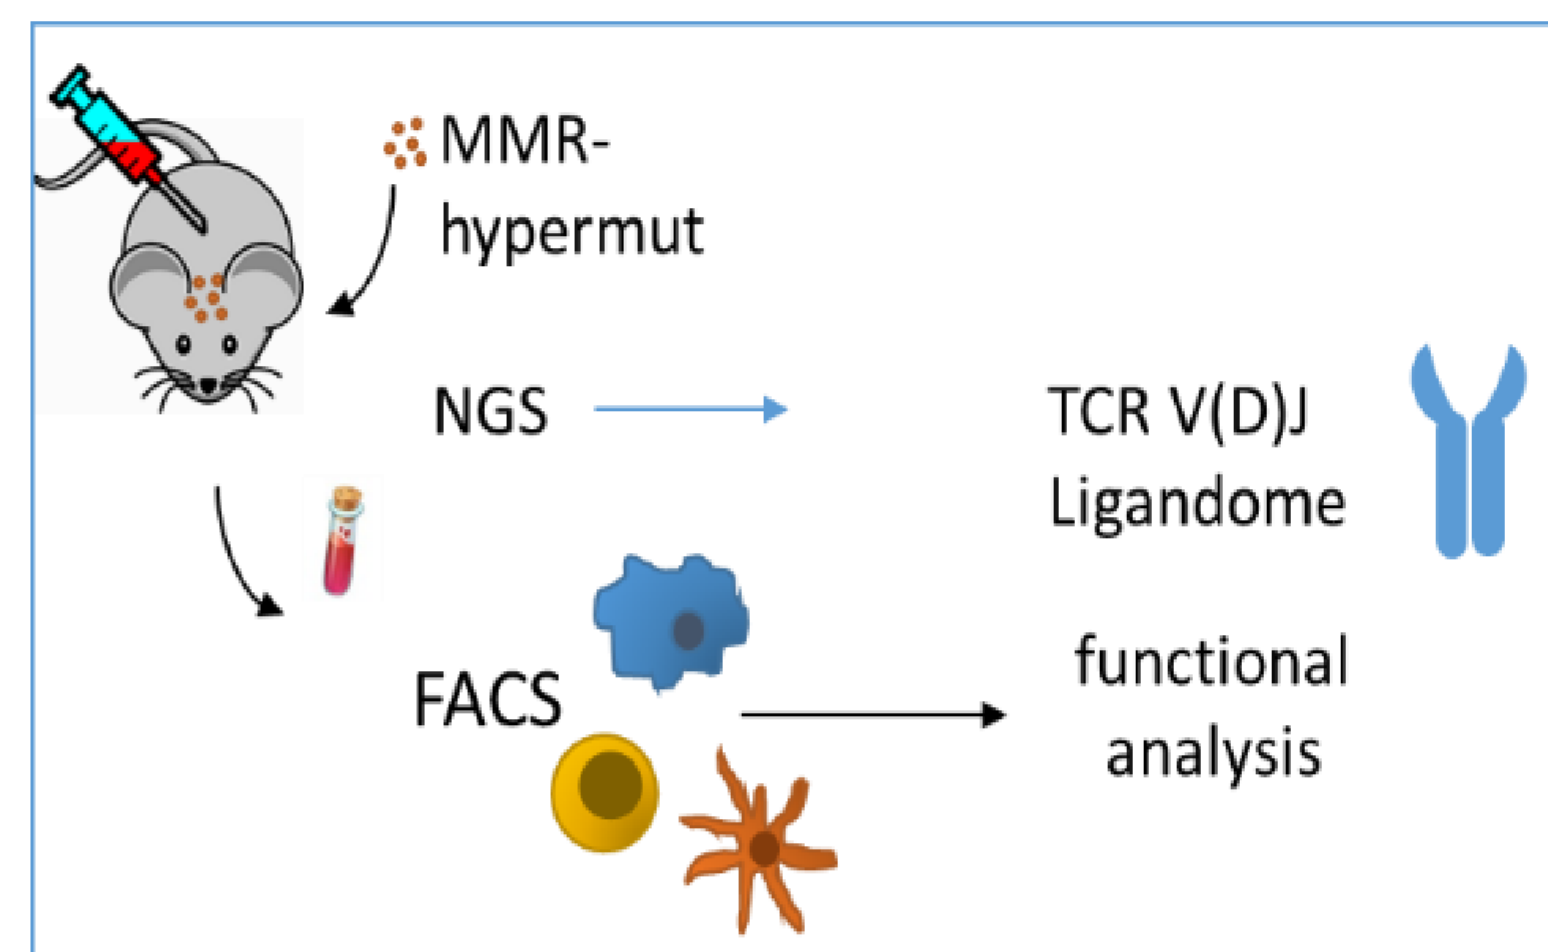 MMR-
hypermut
NGS
TCR V(D)J
Ligandome
FACS
functional
analysis